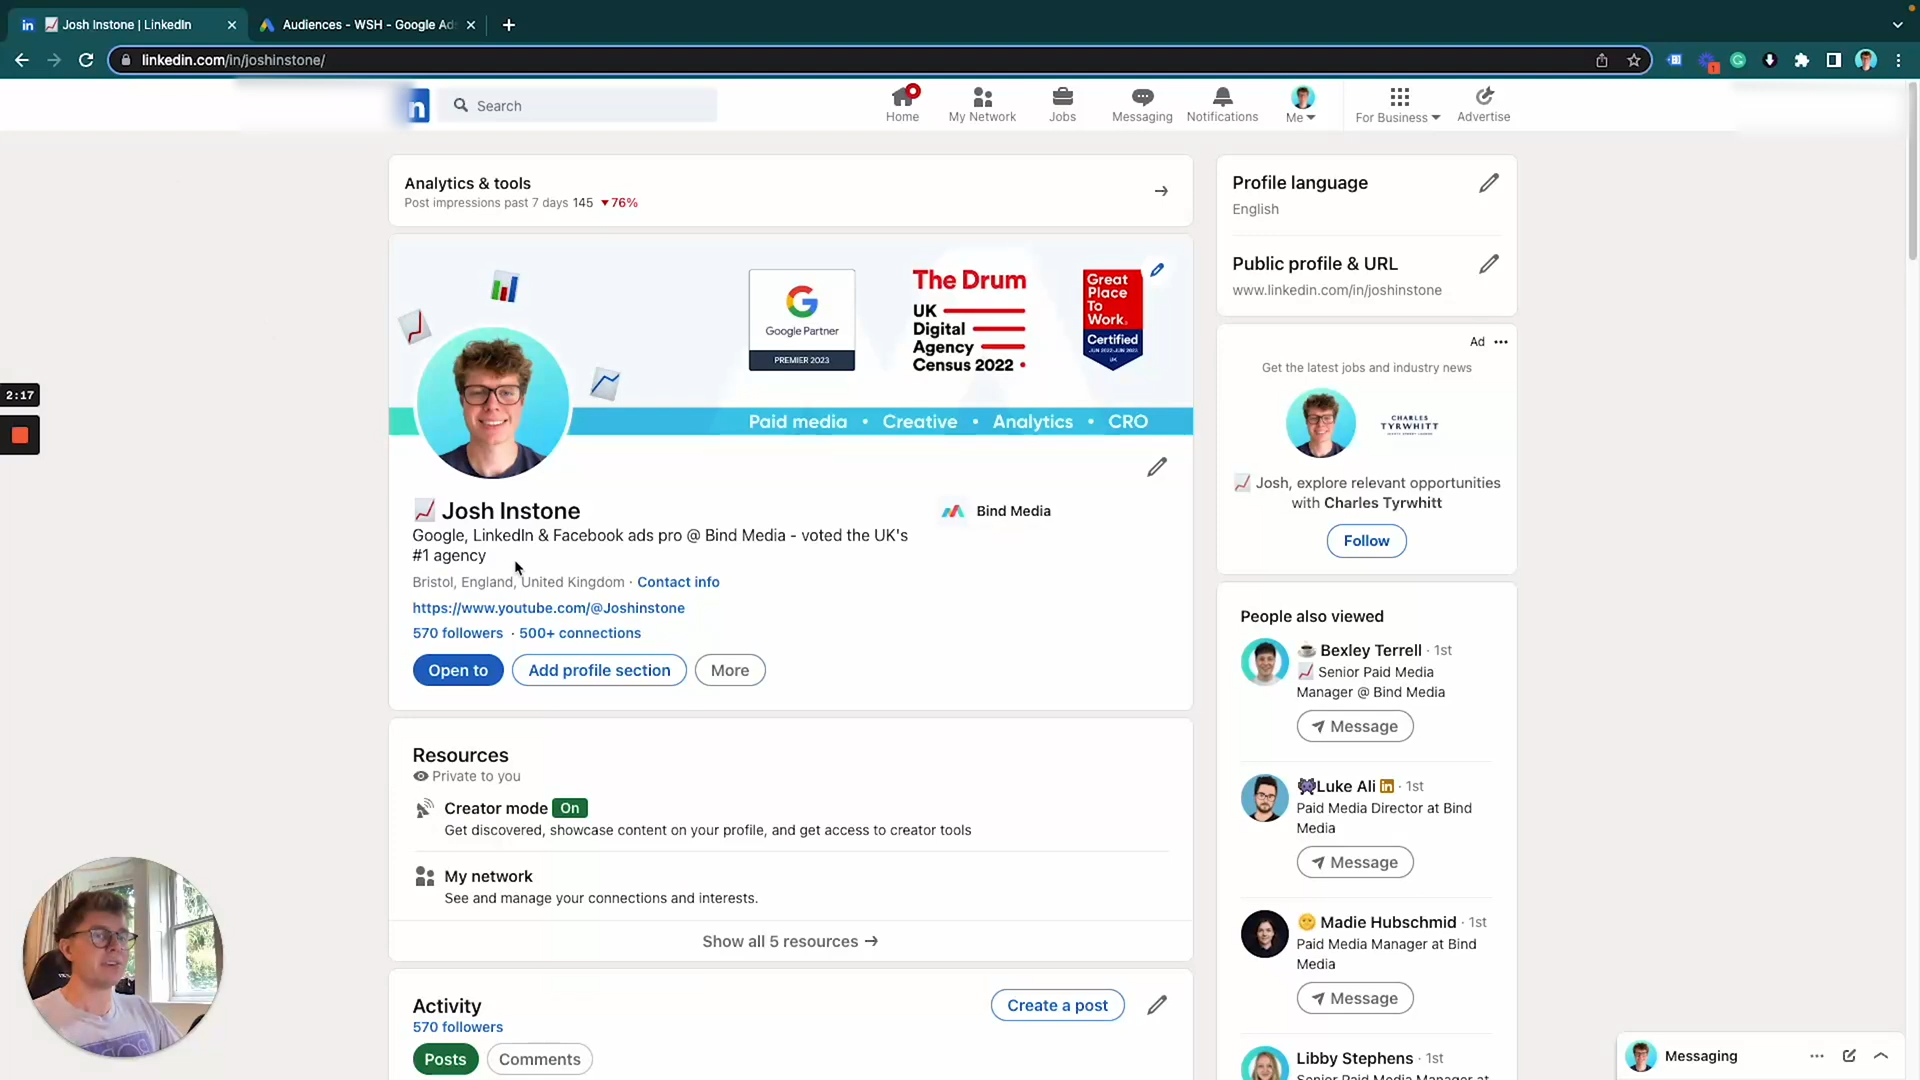 Josh Instone | LinkedIn
Audiences - WSH - Google Ad
linkedin.com/in/joshinstone/
1
in
Search
Home
My Network
Jobs
Messaging
Notifications
Me
For Business
Advertise
Analytics & tools
Post impressions past 7 days 145 ▾76%
Google Partner
PREMIER 2023
The Drum
UK
Digital
Agency
Census 2022
Great
Place
To
Work.
Certified
UK
Paid media • Creative • Analytics • CRO
Josh Instone
Google, LinkedIn & Facebook ads pro @ Bind Media - voted the UK's
#1 agency
Bind Media
Bristol, England, United Kingdom · Contact info
https://www.youtube.com/@Joshinstone
570 followers · 500+ connections
Open to
Add profile section
More
Resources
Private to you
Creator mode On
Get discovered, showcase content on your profile, and get access to creator tools
My network
See and manage your connections and interests.
Show all 5 resources →
Activity
570 followers
Create a post
Posts
Comments
Profile language
English
Public profile & URL
www.linkedin.com/in/joshinstone
Ad
Get the latest jobs and industry news
CHARLES
TYRWHITT
Josh, explore relevant opportunities
with Charles Tyrwhitt
Follow
People also viewed
Bexley Terrell · 1st
Senior Paid Media
Manager @ Bind Media
Message
Luke Ali in · 1st
Paid Media Director at Bind
Media
Message
Madie Hubschmid · 1st
Paid Media Manager at Bind
Media
Message
Libby Stephens · 1st
Senior Paid Media Manager at
Messaging
2:17